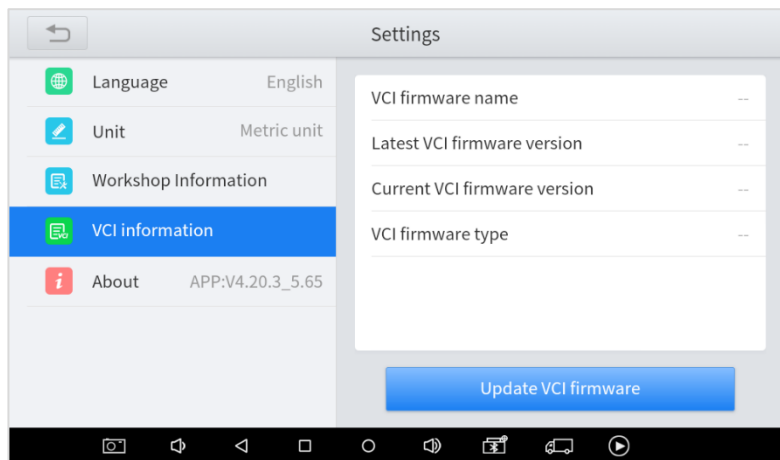 Settings
Language English
Unit Metric unit
Workshop Information
VCI information
About APP:V4.20.3_5.65
VCI firmware name --
Latest VCI firmware version --
Current VCI firmware version --
VCI firmware type --
Update VCI firmware